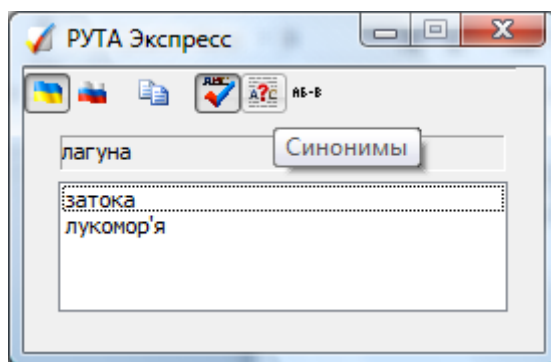 РУТА Экспресс
АБ-В
лагуна
Синонимы
затока
лукомор'я